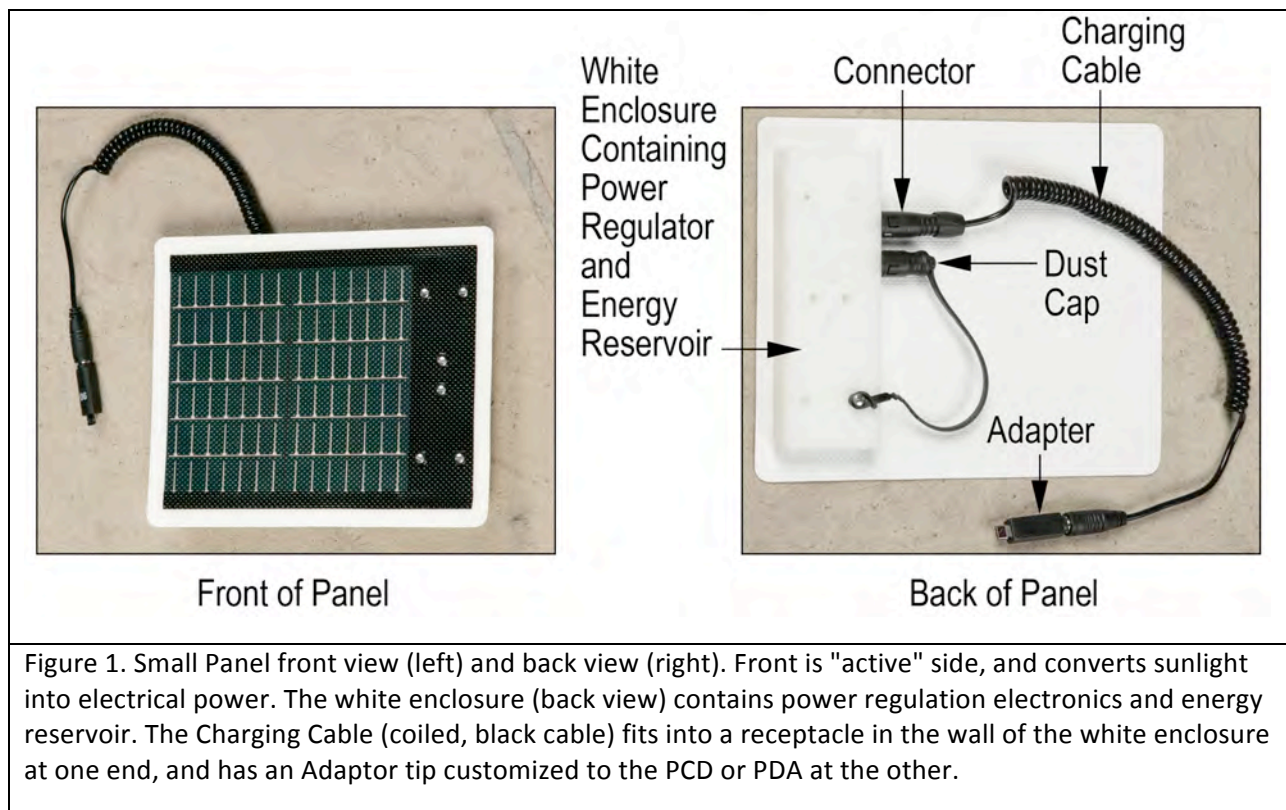 White
Enclosure
Containing
Power
Regulator
and
Energy
Reservoir
Connector
Charging
Cable
Dust
Cap
Adapter
Front of Panel
Back of Panel
Figure 1. Small Panel front view (left) and back view (right). Front is "active" side, and converts sunlight
into electrical power. The white enclosure (back view) contains power regulation electronics and energy
reservoir. The Charging Cable (coiled, black cable) fits into a receptacle in the wall of the white enclosure
at one end, and has an Adaptor tip customized to the PCD or PDA at the other.